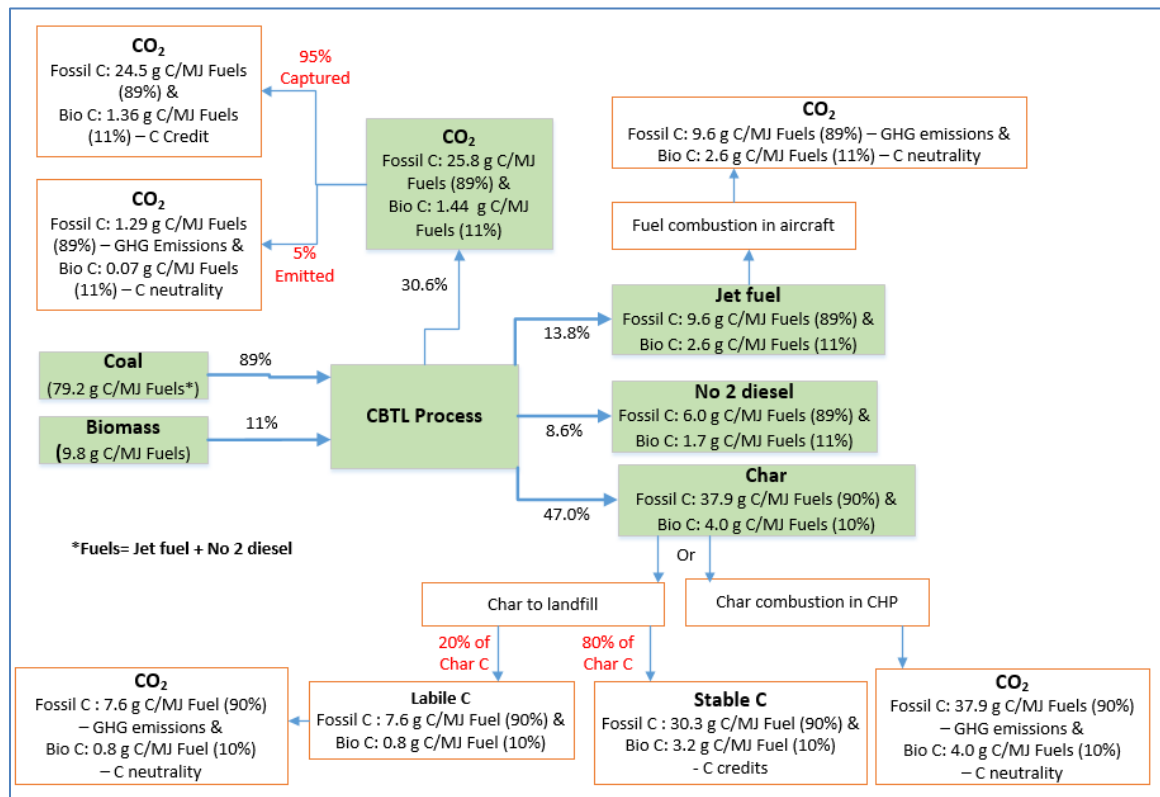 CO₂
Fossil C: 24.5 g C/MJ Fuels
(89%) &
Bio C: 1.36 g C/MJ Fuels
(11%) – C Credit
95%
Captured
CO₂
Fossil C: 25.8 g C/MJ
Fuels (89%) &
Bio C: 1.44 g C/MJ
Fuels (11%)
CO₂
Fossil C: 9.6 g C/MJ Fuels (89%) – GHG emissions &
Bio C: 2.6 g C/MJ Fuels (11%) – C neutrality
CO₂
Fossil C: 1.29 g C/MJ Fuels
(89%) – GHG Emissions &
Bio C: 0.07 g C/MJ Fuels
(11%) – C neutrality
5%
Emitted
30.6%
Fuel combustion in aircraft
Jet fuel
Fossil C: 9.6 g C/MJ Fuels (89%) &
Bio C: 2.6 g C/MJ Fuels (11%)
13.8%
Coal
(79.2 g C/MJ Fuels*)
89%
Biomass
(9.8 g C/MJ Fuels)
11%
CBTL Process
No 2 diesel
Fossil C: 6.0 g C/MJ Fuels (89%) &
Bio C: 1.7 g C/MJ Fuels (11%)
8.6%
Char
Fossil C: 37.9 g C/MJ Fuels (90%) &
Bio C: 4.0 g C/MJ Fuels (10%)
47.0%
*Fuels= Jet fuel + No 2 diesel
Or
Char to landfill
Char combustion in CHP
20% of
Char C
80% of
Char C
CO₂
Fossil C : 7.6 g C/MJ Fuel (90%)
– GHG emissions &
Bio C: 0.8 g C/MJ Fuel (10%)
– C neutrality
Labile C
Fossil C : 7.6 g C/MJ Fuel (90%) &
Bio C: 0.8 g C/MJ Fuel (10%)
Stable C
Fossil C : 30.3 g C/MJ Fuel (90%) &
Bio C: 3.2 g C/MJ Fuel (10%)
- C credits
CO₂
Fossil C: 37.9 g C/MJ Fuels (90%)
– GHG emissions &
Bio C: 4.0 g C/MJ Fuels (10%)
– C neutrality